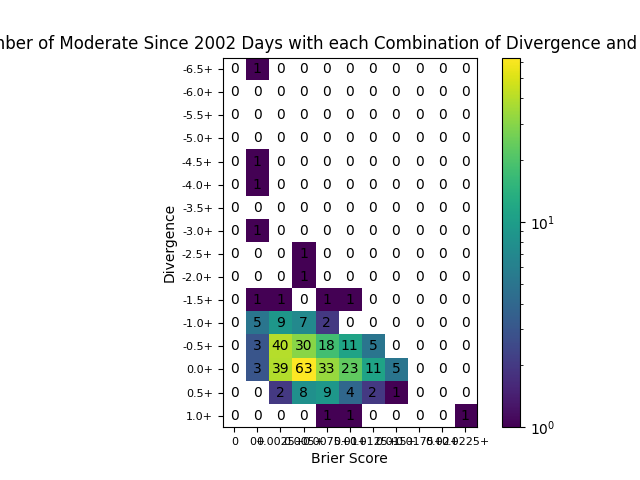 nber of Moderate Since 2002 Days with each Combination of Divergence and
-6.5+ 0 1 0 0 0 0 0 0 0 0 0
-6.0+ 0 0 0 0 0 0 0 0 0 0 0
-5.5+ 0 0 0 0 0 0 0 0 0 0 0
-5.0+ 0 0 0 0 0 0 0 0 0 0 0
-4.5+ 0 1 0 0 0 0 0 0 0 0 0
-4.0+ 0 1 0 0 0 0 0 0 0 0 0
-3.5+ 0 0 0 0 0 0 0 0 0 0 0
-3.0+ 0 1 0 0 0 0 0 0 0 0 0
-2.5+ 0 0 0 1 0 0 0 0 0 0 0
-2.0+ 0 0 0 1 0 0 0 0 0 0 0
-1.5+ 0 1 1 0 1 1 0 0 0 0 0
-1.0+ 0 5 9 7 2 0 0 0 0 0 0
-0.5+ 0 3 40 30 18 11 5 0 0 0 0
0.0+ 0 3 39 63 33 23 11 5 0 0 0
0.5+ 0 0 2 8 9 4 2 1 0 0 0
1.0+ 0 0 0 0 1 1 0 0 0 0 1
0
Brier Score
Divergence
10^1
10^0